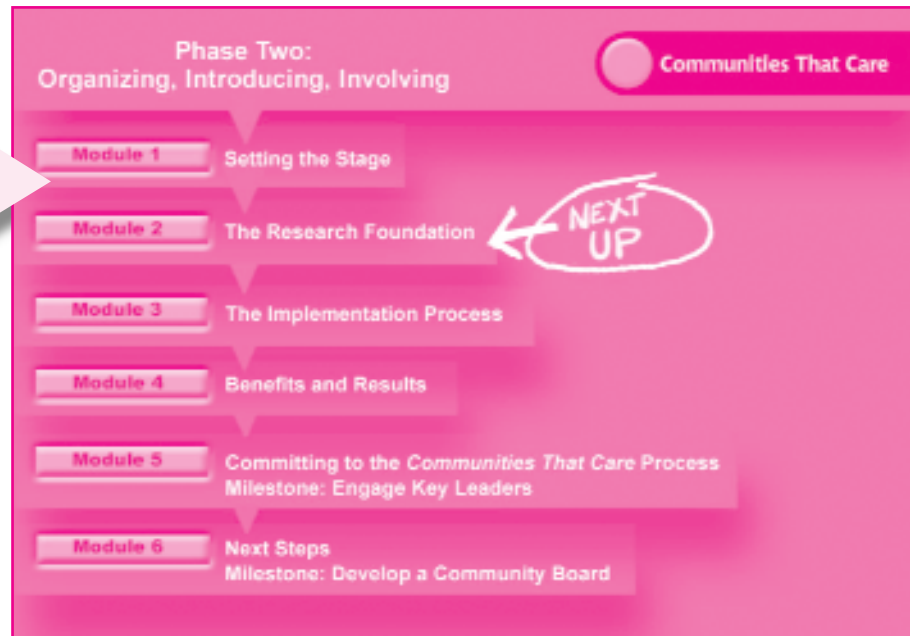 Phase Two:
Organizing, Introducing, Involving
Communities That Care
Module 1
Setting the Stage
Module 2
The Research Foundation
NEXT
UP
Module 3
The Implementation Process
Module 4
Benefits and Results
Module 5
Committing to the Communities That Care Process
Milestone: Engage Key Leaders
Module 6
Next Steps
Milestone: Develop a Community Board